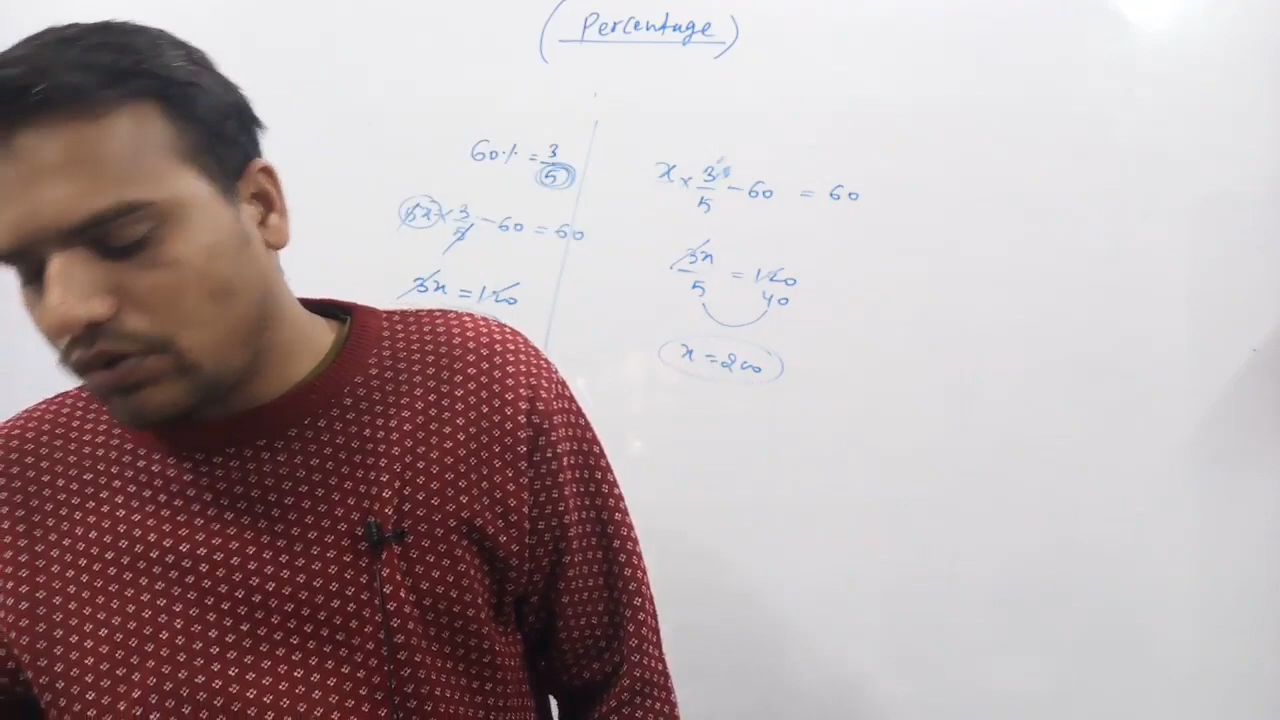 (Percentage)
60% = 3/5
5x × 3/5 - 60 = 60
3x = 120
x × 3/5 - 60 = 60
3x/5 = 120
40
x = 200